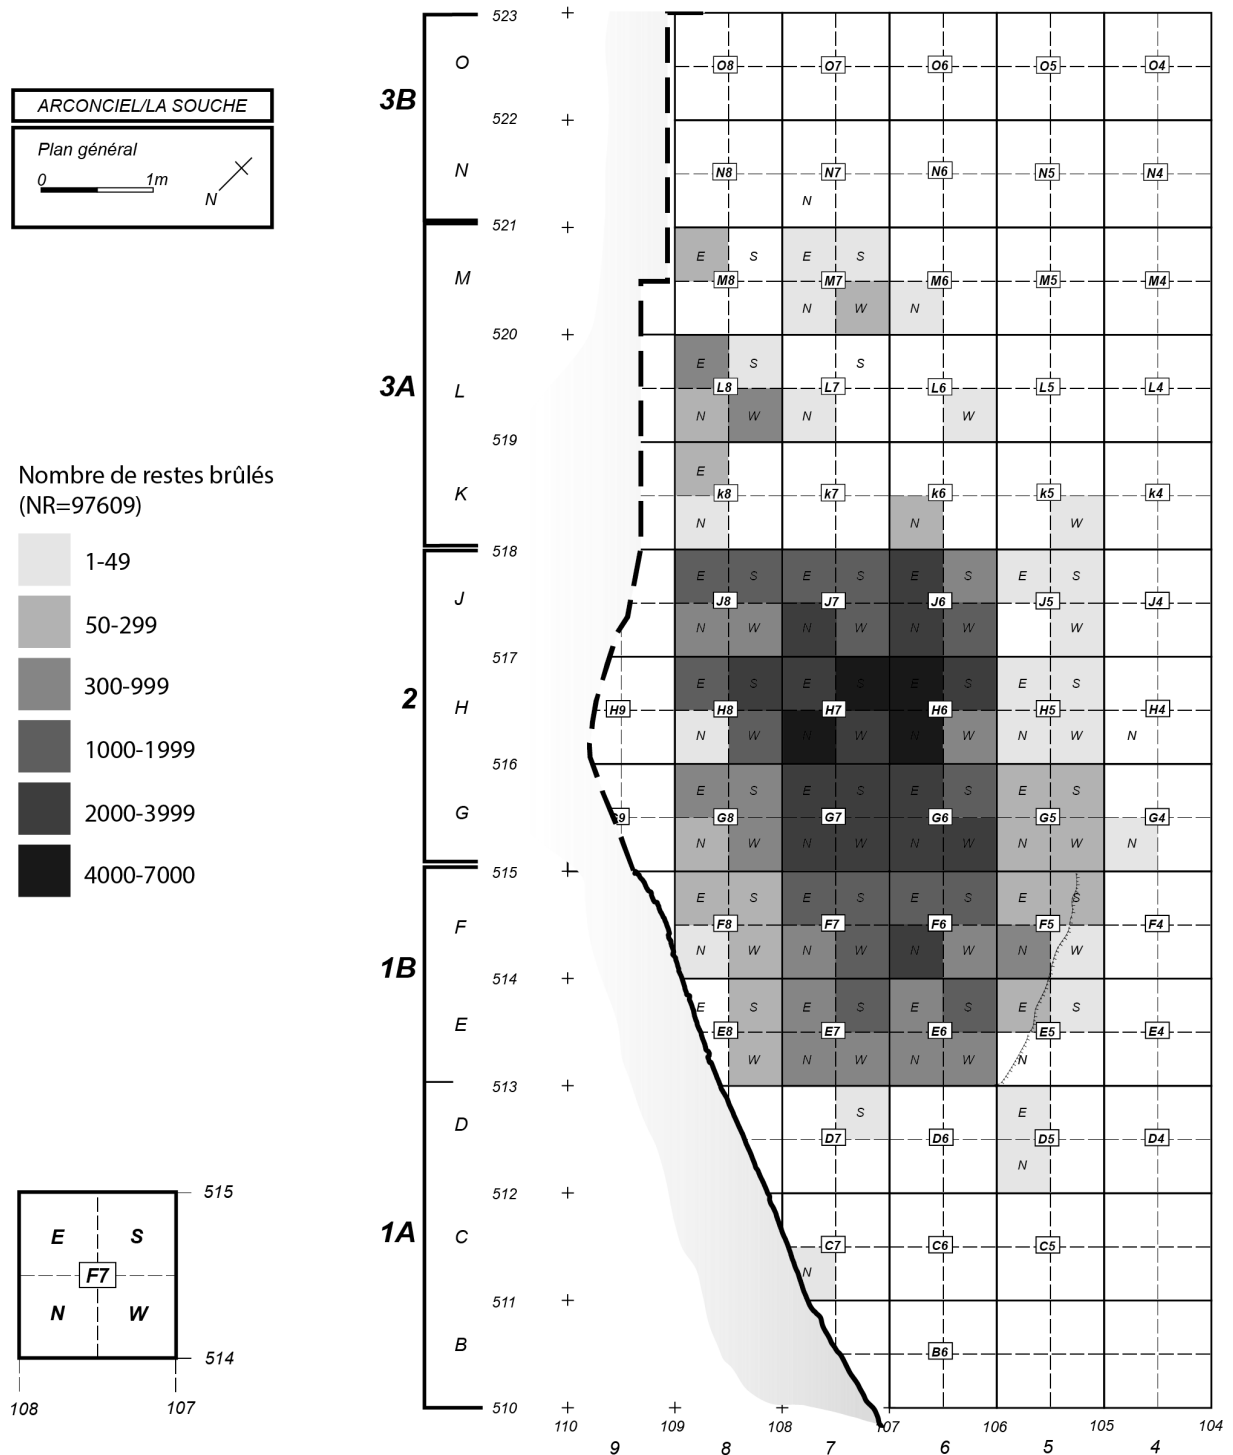 ARCONCIEL/LA SOUCHE
Plan général
0 1m
N
Nombre de restes brûlés
(NR=97609)
1-49
50-299
300-999
1000-1999
2000-3999
4000-7000
E S
F7
N W
515
514
108 107
3B
3A
2
1B
1A
523
O
522
N
521
M
520
L
519
K
518
J
517
H
516
G
515
F
514
E
513
D
512
C
511
B
510
O8 O7 O6 O5 O4
N8 N7 N6 N5 N4
N
E S E S
M8 M7 M6 M5 M4
N W N
E S S
L8 L7 L6 L5 L4
N W N W
E
k8 k7 k6 k5 k4
N N W
E S E S E S E S
J8 J7 J6 J5 J4
N W N W N W W
E S E S E S E S
H9 H8 H7 H6 H5 H4
N W N W N W N W N
E S E S E S E S
G9 G8 G7 G6 G5 G4
N W N W N W N W N
E S E S E S E S
F8 F7 F6 F5 F4
N W N W N W N W
E S E S E S E S
E8 E7 E6 E5 E4
W N W N W N
S E
D7 D6 D5 D4
N
C7 C6 C5
N
B6
110 109 108 107 106 105 104
9 8 7 6 5 4